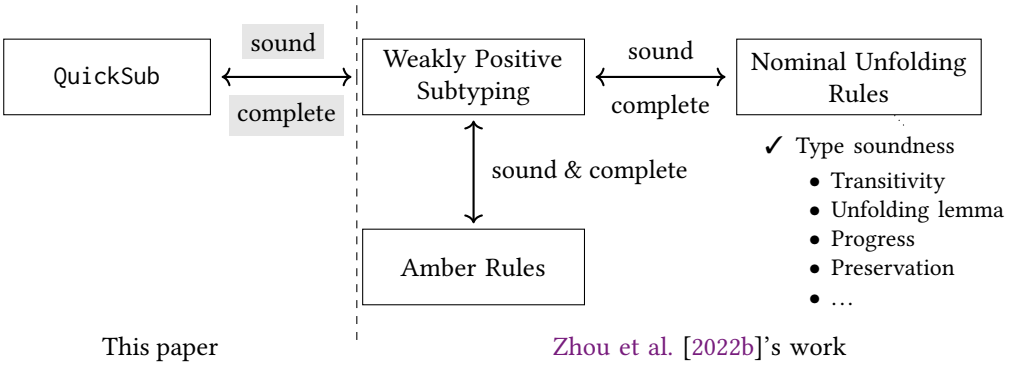 QuickSub
sound
complete
Weakly Positive
Subtyping
sound
complete
Nominal Unfolding
Rules
✓ Type soundness
• Transitivity
• Unfolding lemma
• Progress
• Preservation
• ...
sound & complete
Amber Rules
This paper
Zhou et al. [2022b]'s work